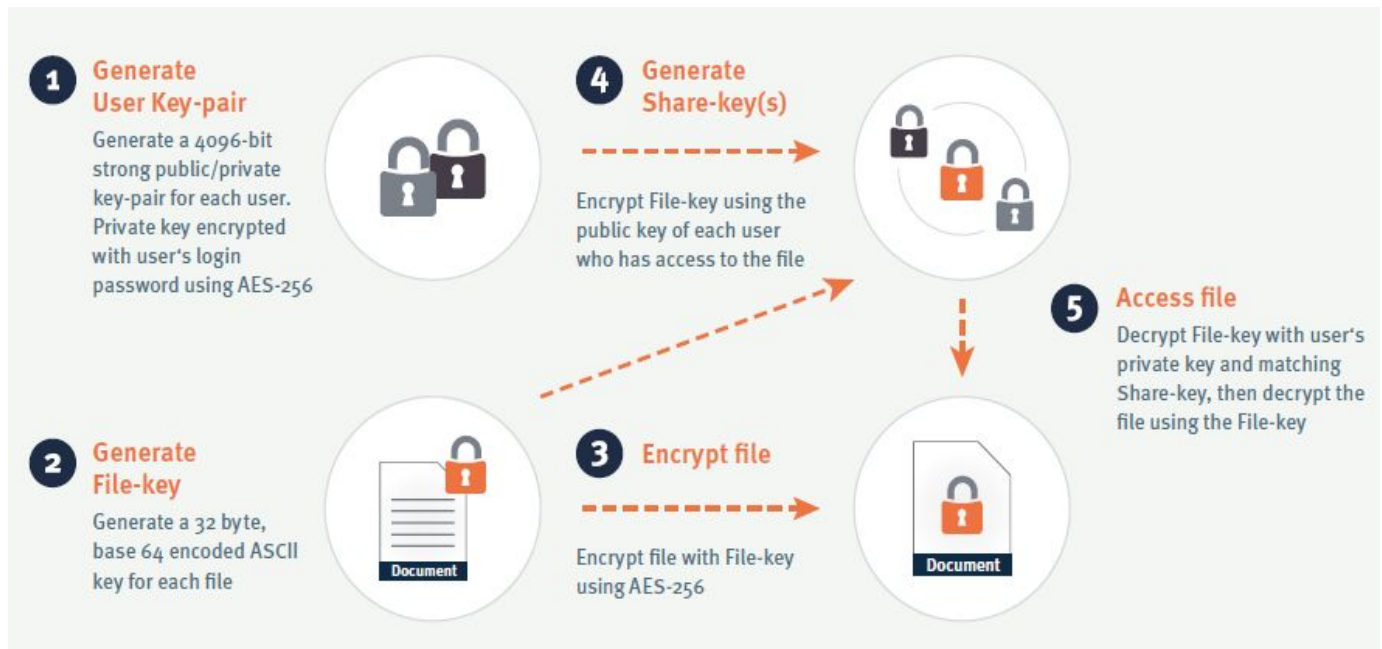 1
Generate
User Key-pair
Generate a 4096-bit
strong public/private
key-pair for each user.
Private key encrypted
with user‘s login
password using AES-256
2
Generate
File-key
Generate a 32 byte,
base 64 encoded ASCII
key for each file
Document
3
Encrypt file
Encrypt file with File-key
using AES-256
4
Generate
Share-key(s)
Encrypt File-key using the
public key of each user
who has access to the file
5
Access file
Decrypt File-key with user‘s
private key and matching
Share-key, then decrypt the
file using the File-key
Document